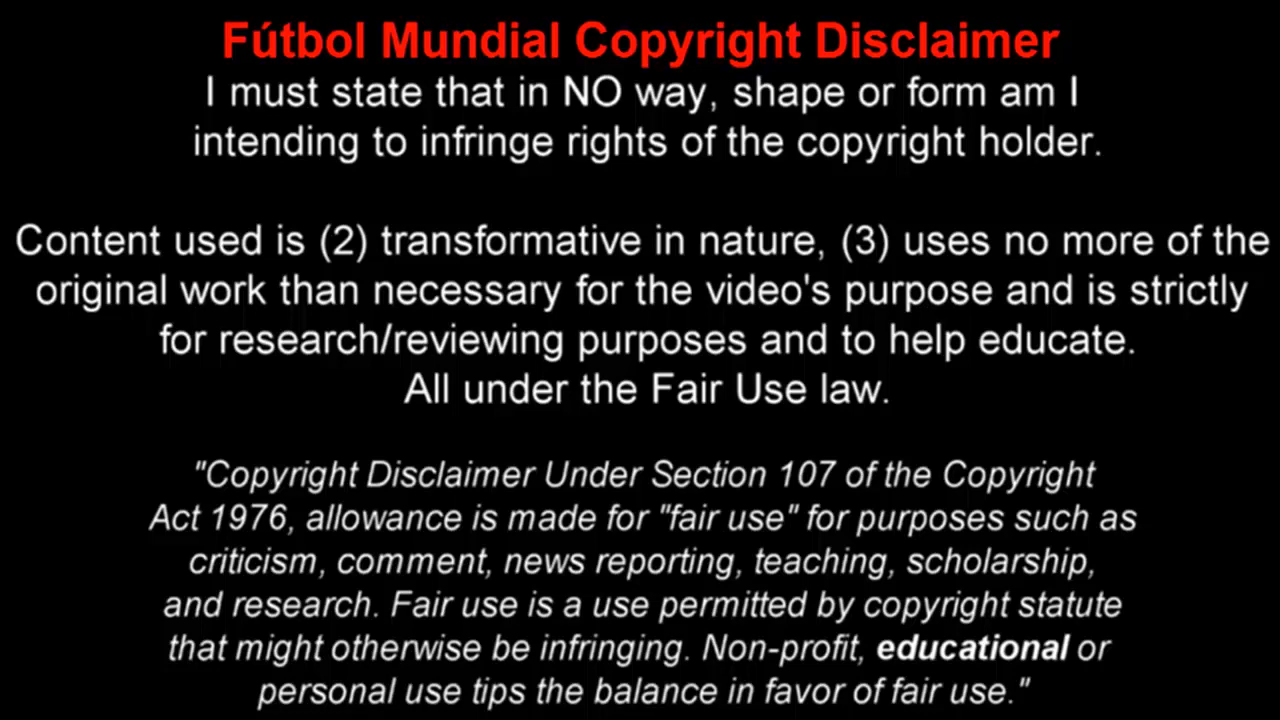 Fútbol Mundial Copyright Disclaimer
I must state that in NO way, shape or form am I
intending to infringe rights of the copyright holder.
Content used is (2) transformative in nature, (3) uses no more of the
original work than necessary for the video's purpose and is strictly
for research/reviewing purposes and to help educate.
All under the Fair Use law.
"Copyright Disclaimer Under Section 107 of the Copyright
Act 1976, allowance is made for "fair use" for purposes such as
criticism, comment, news reporting, teaching, scholarship,
and research. Fair use is a use permitted by copyright statute
that might otherwise be infringing. Non-profit, educational or
personal use tips the balance in favor of fair use."